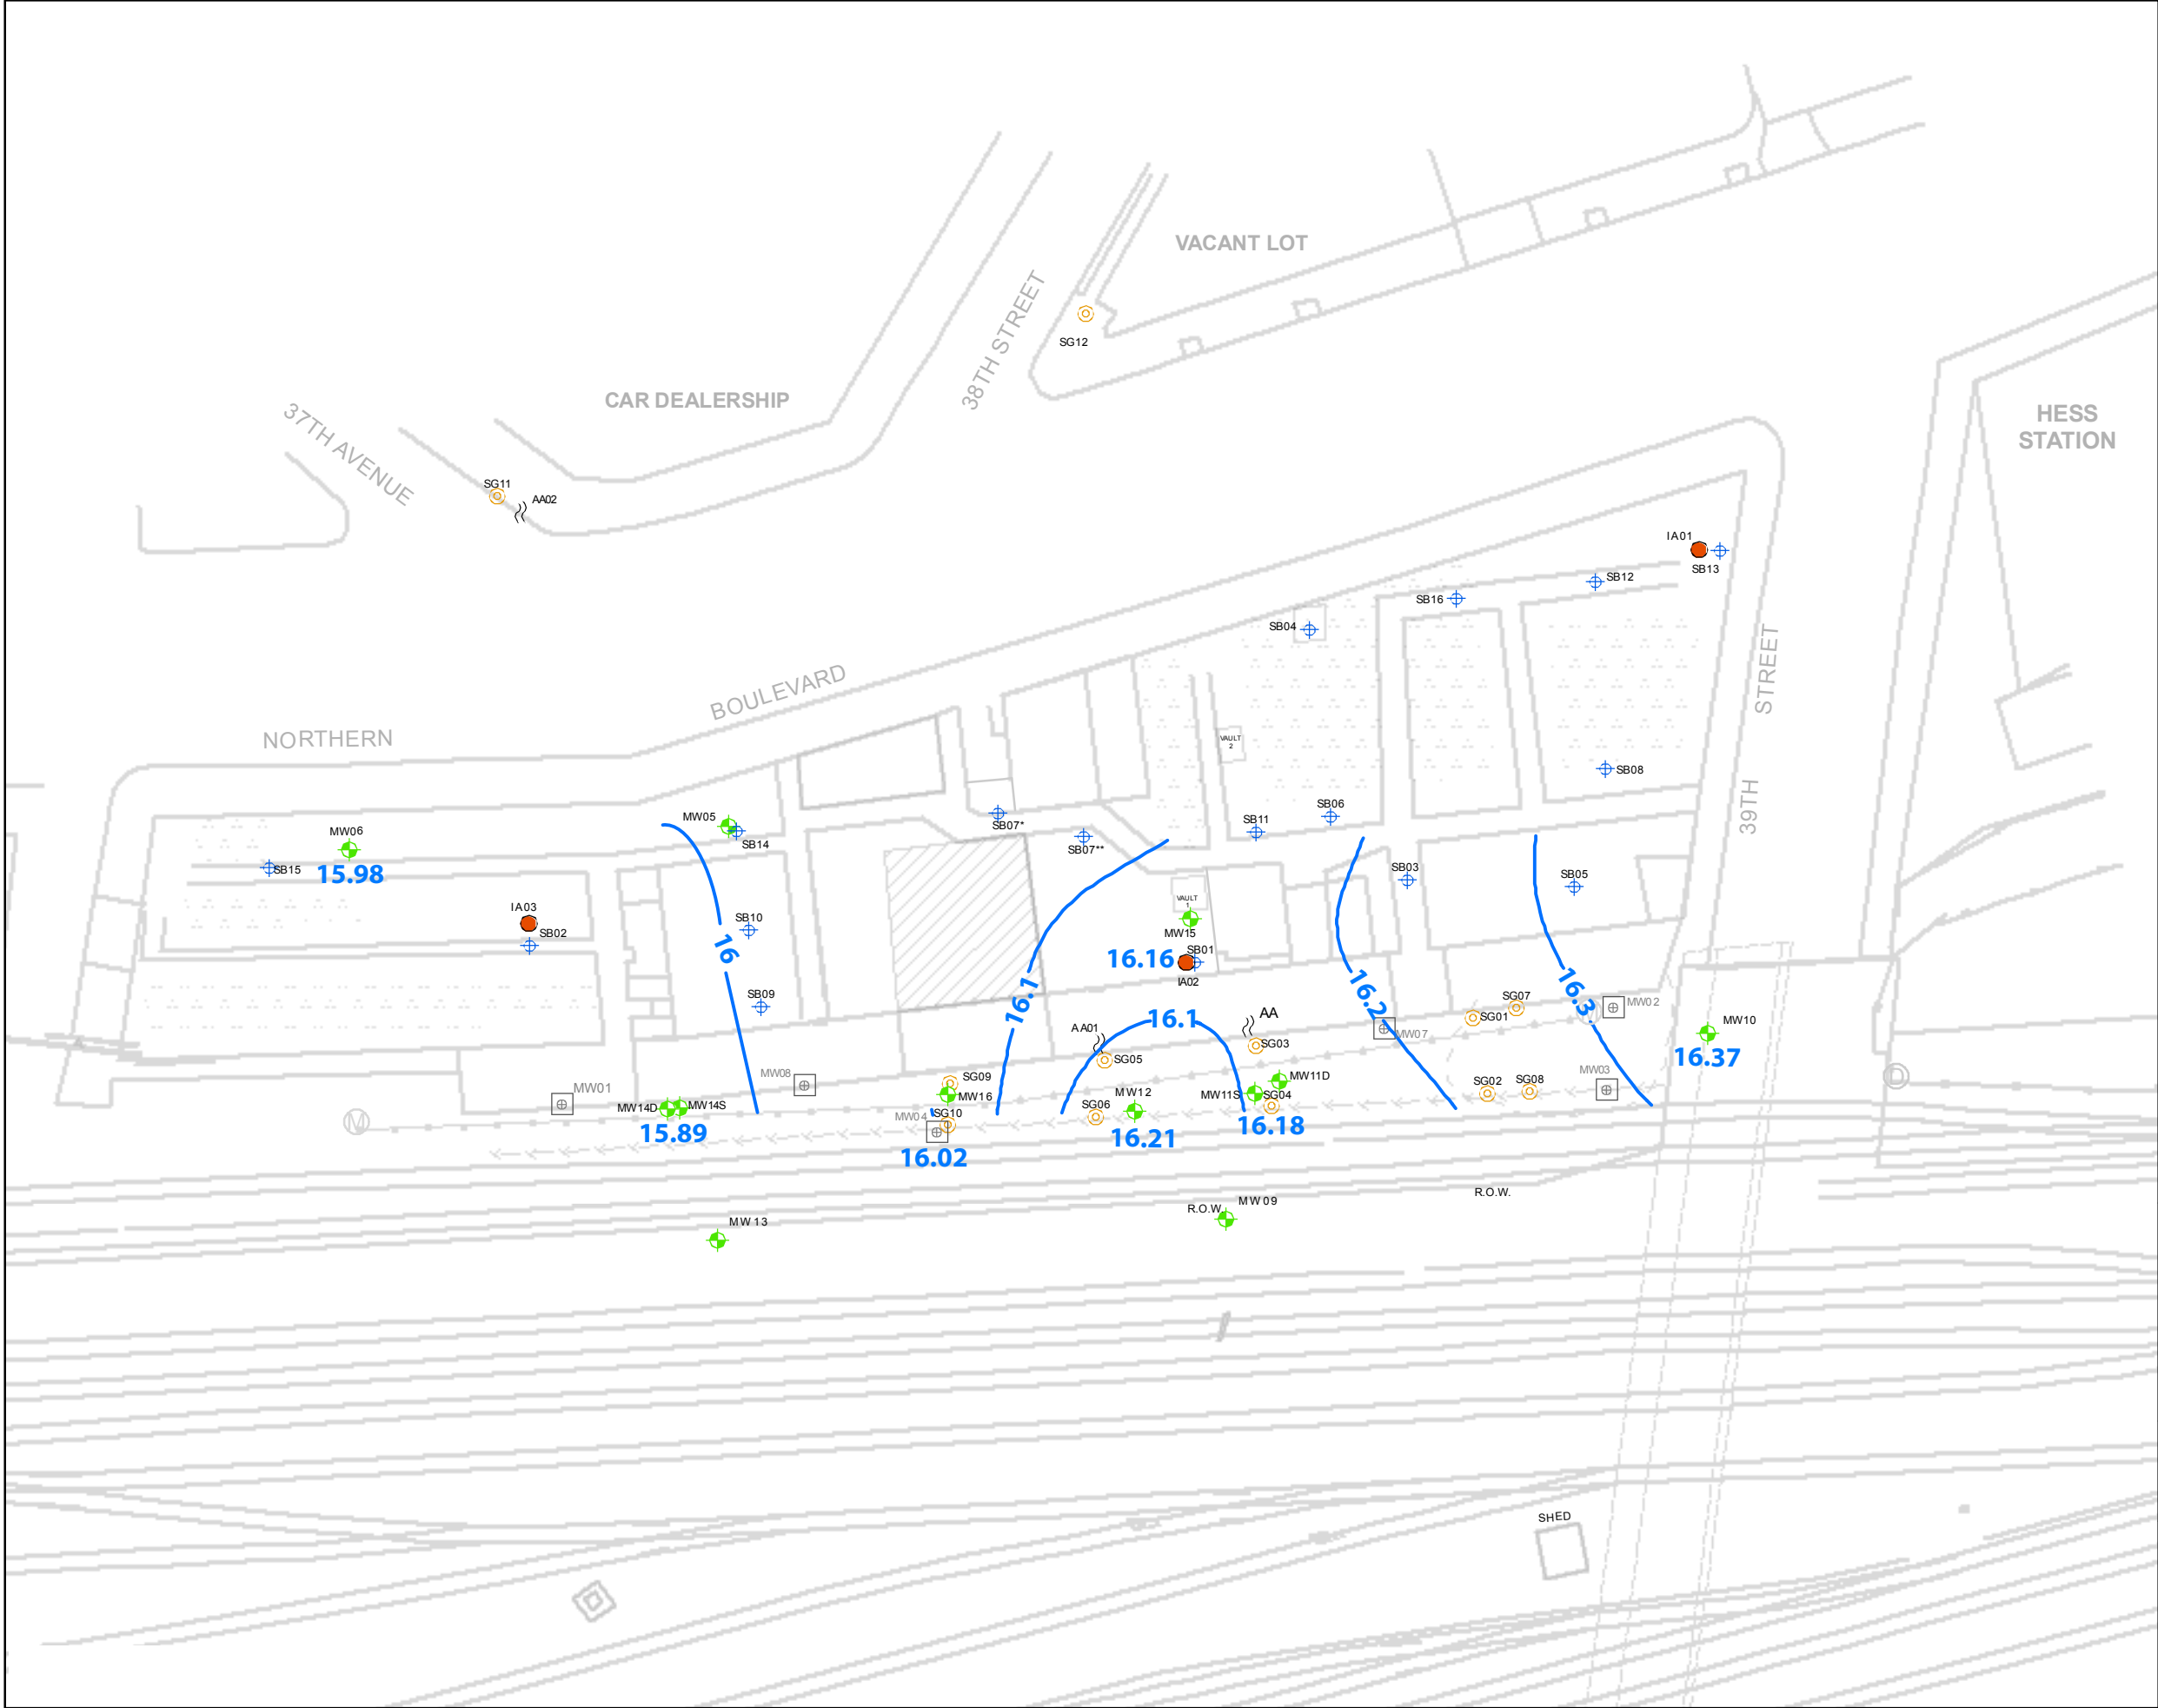 VACANT LOT
38TH STREET
SG12
CAR DEALERSHIP
37TH AVENUE
HESS
STATION
SG11
AA02
IA01
SB13
SB12
SB16
SB04
STREET
BOULEVARD
NORTHERN
VAULT
2
SB08
39TH
MW06
15.98
SB15
MW05
SB14
SB07*
SB07**
SB11
SB06
SB03
SB05
IA03
SB02
SB10
16
VAULT
1
MW15
16.16
SB01
IA02
SB09
16.1
16.1
16.2
16.3
SG07
SG01
MW02
AA
AA01
SG03
MW07
MW10
16.37
SG05
MW08
SG09
MW16
MW01
MW14D
MW14S
15.89
MW04
SG10
16.02
SG06
MW12
16.21
MW11D
MW11S
SG04
16.18
SG02
SG08
MW03
M
M
D
R.O.W.
R.O.W.
MW09
MW13
SHED